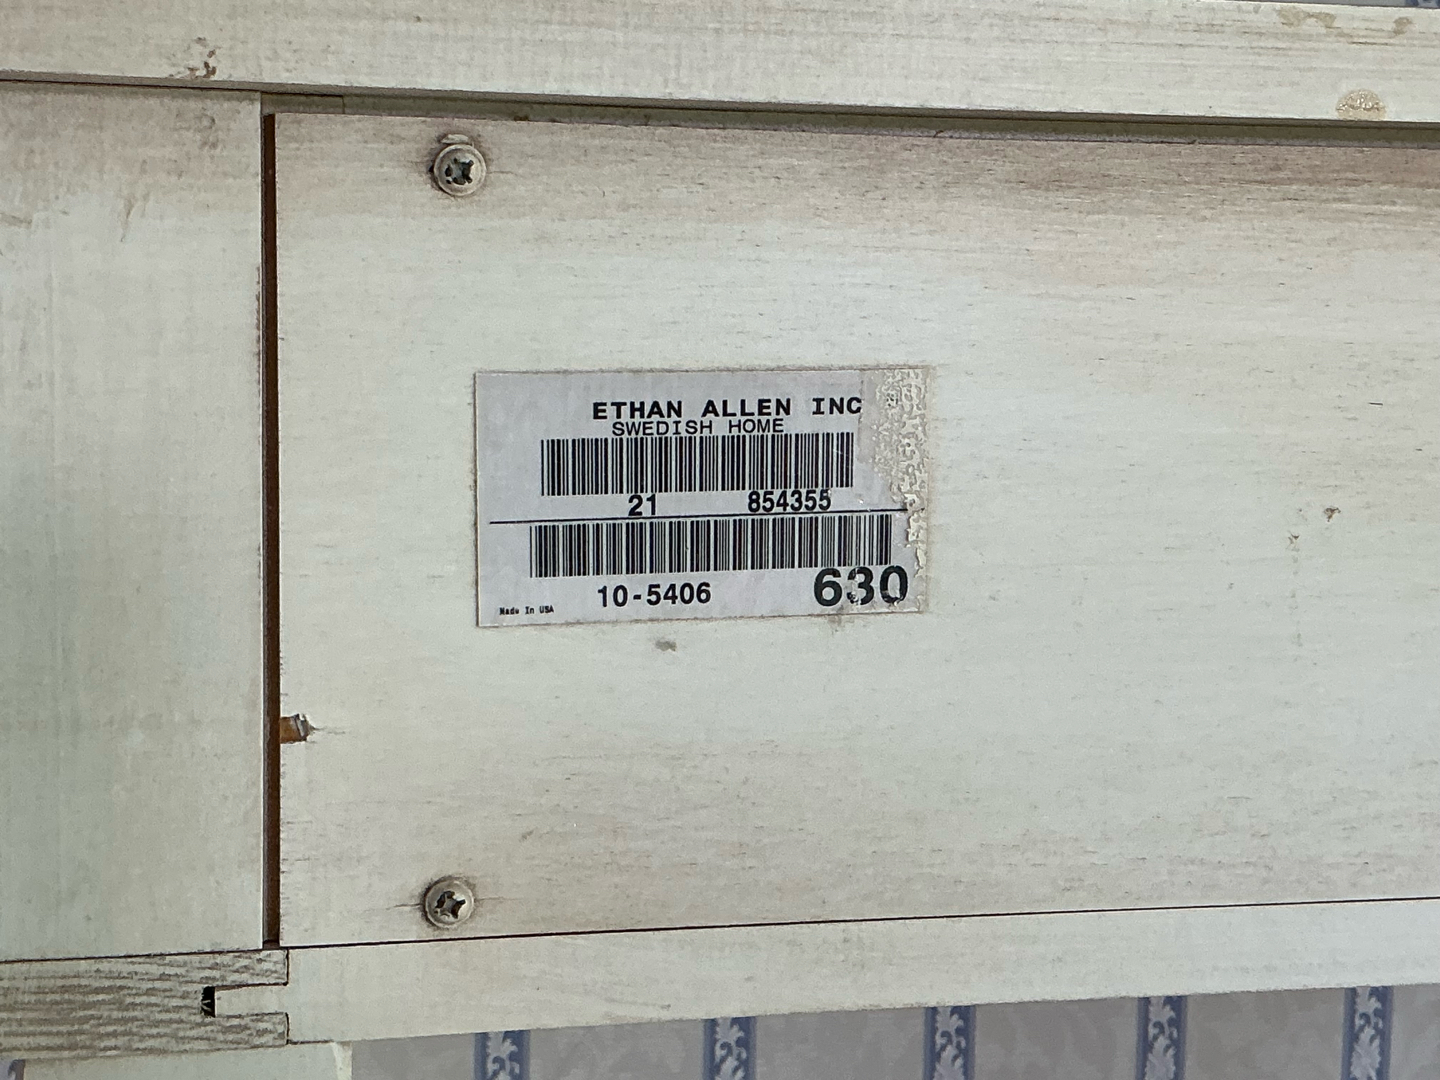 ETHAN ALLEN INC
SWEDISH HOME
21 854355
10-5406 630
Made In USA